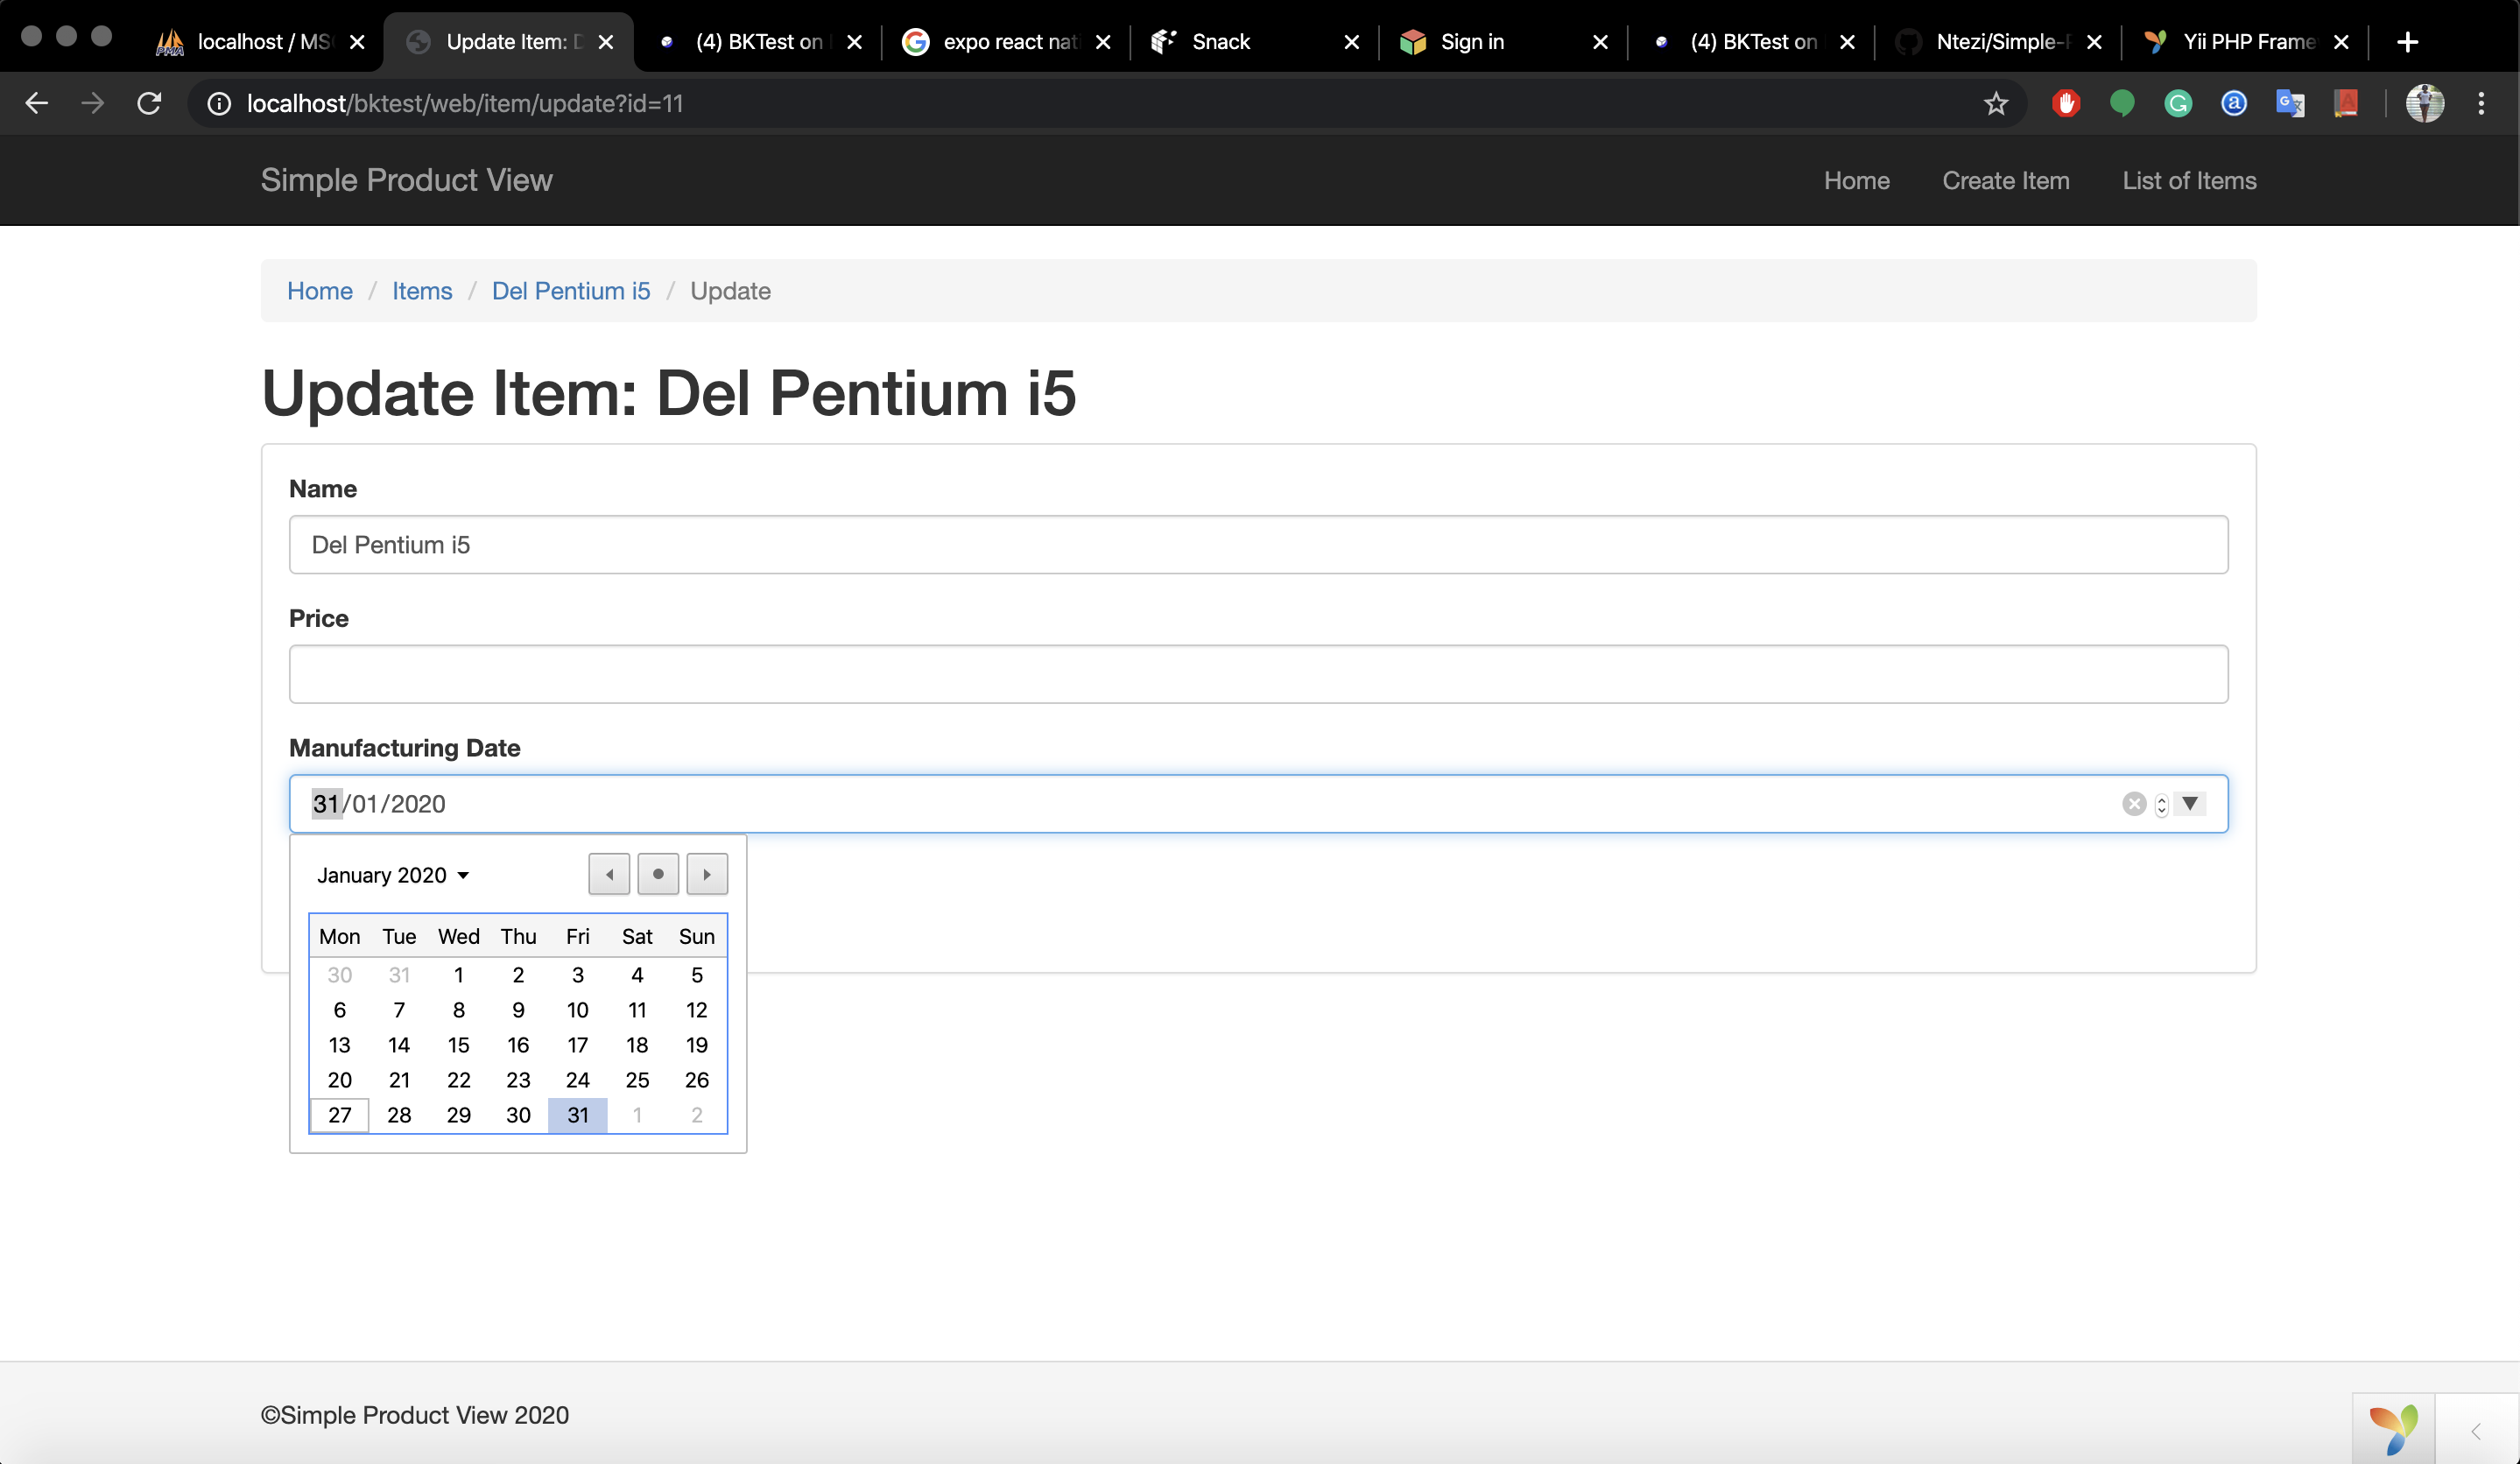 localhost / MS
Update Item: D
(4) BKTest on
expo react nat
Snack
Sign in
(4) BKTest on
Ntezi/Simple-
Yii PHP Frame
localhost/bktest/web/item/update?id=11
Simple Product View
Home
Create Item
List of Items
Home / Items / Del Pentium i5 / Update
Update Item: Del Pentium i5
Name
Del Pentium i5
Price
Manufacturing Date
31/01/2020
January 2020
Mon Tue Wed Thu Fri Sat Sun
30 31 1 2 3 4 5
6 7 8 9 10 11 12
13 14 15 16 17 18 19
20 21 22 23 24 25 26
27 28 29 30 31 1 2
©Simple Product View 2020